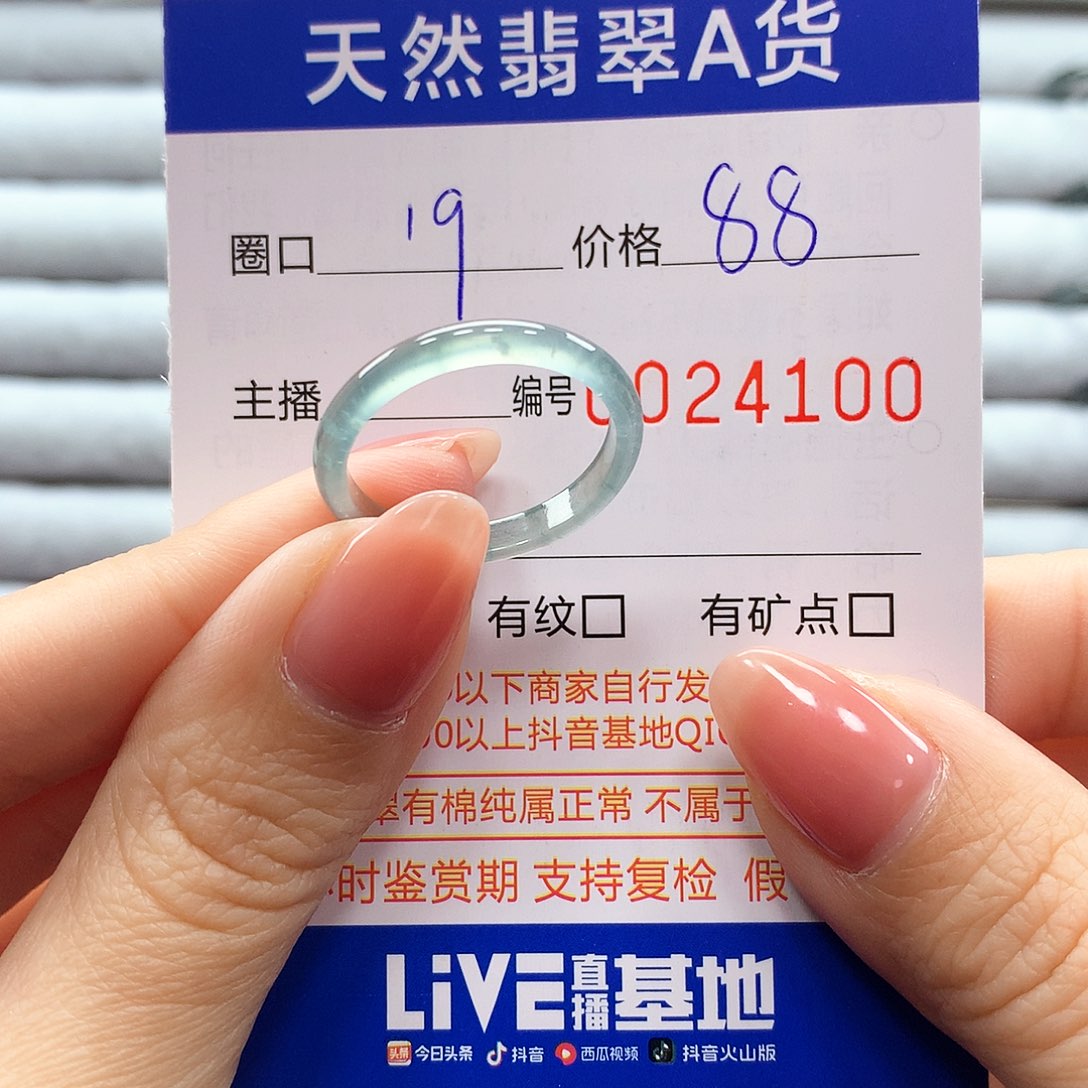 天然翡翠A货
圈口 19 价格 88
主播 编号 0024100
有纹□ 有矿点□
以下商家自行发
0以上抖音基地QIC
翠有棉纯属正常 不属于
小时鉴赏期 支持复检 假
LiVE直播基地
头条 今日头条 抖音 西瓜视频 抖音火山版